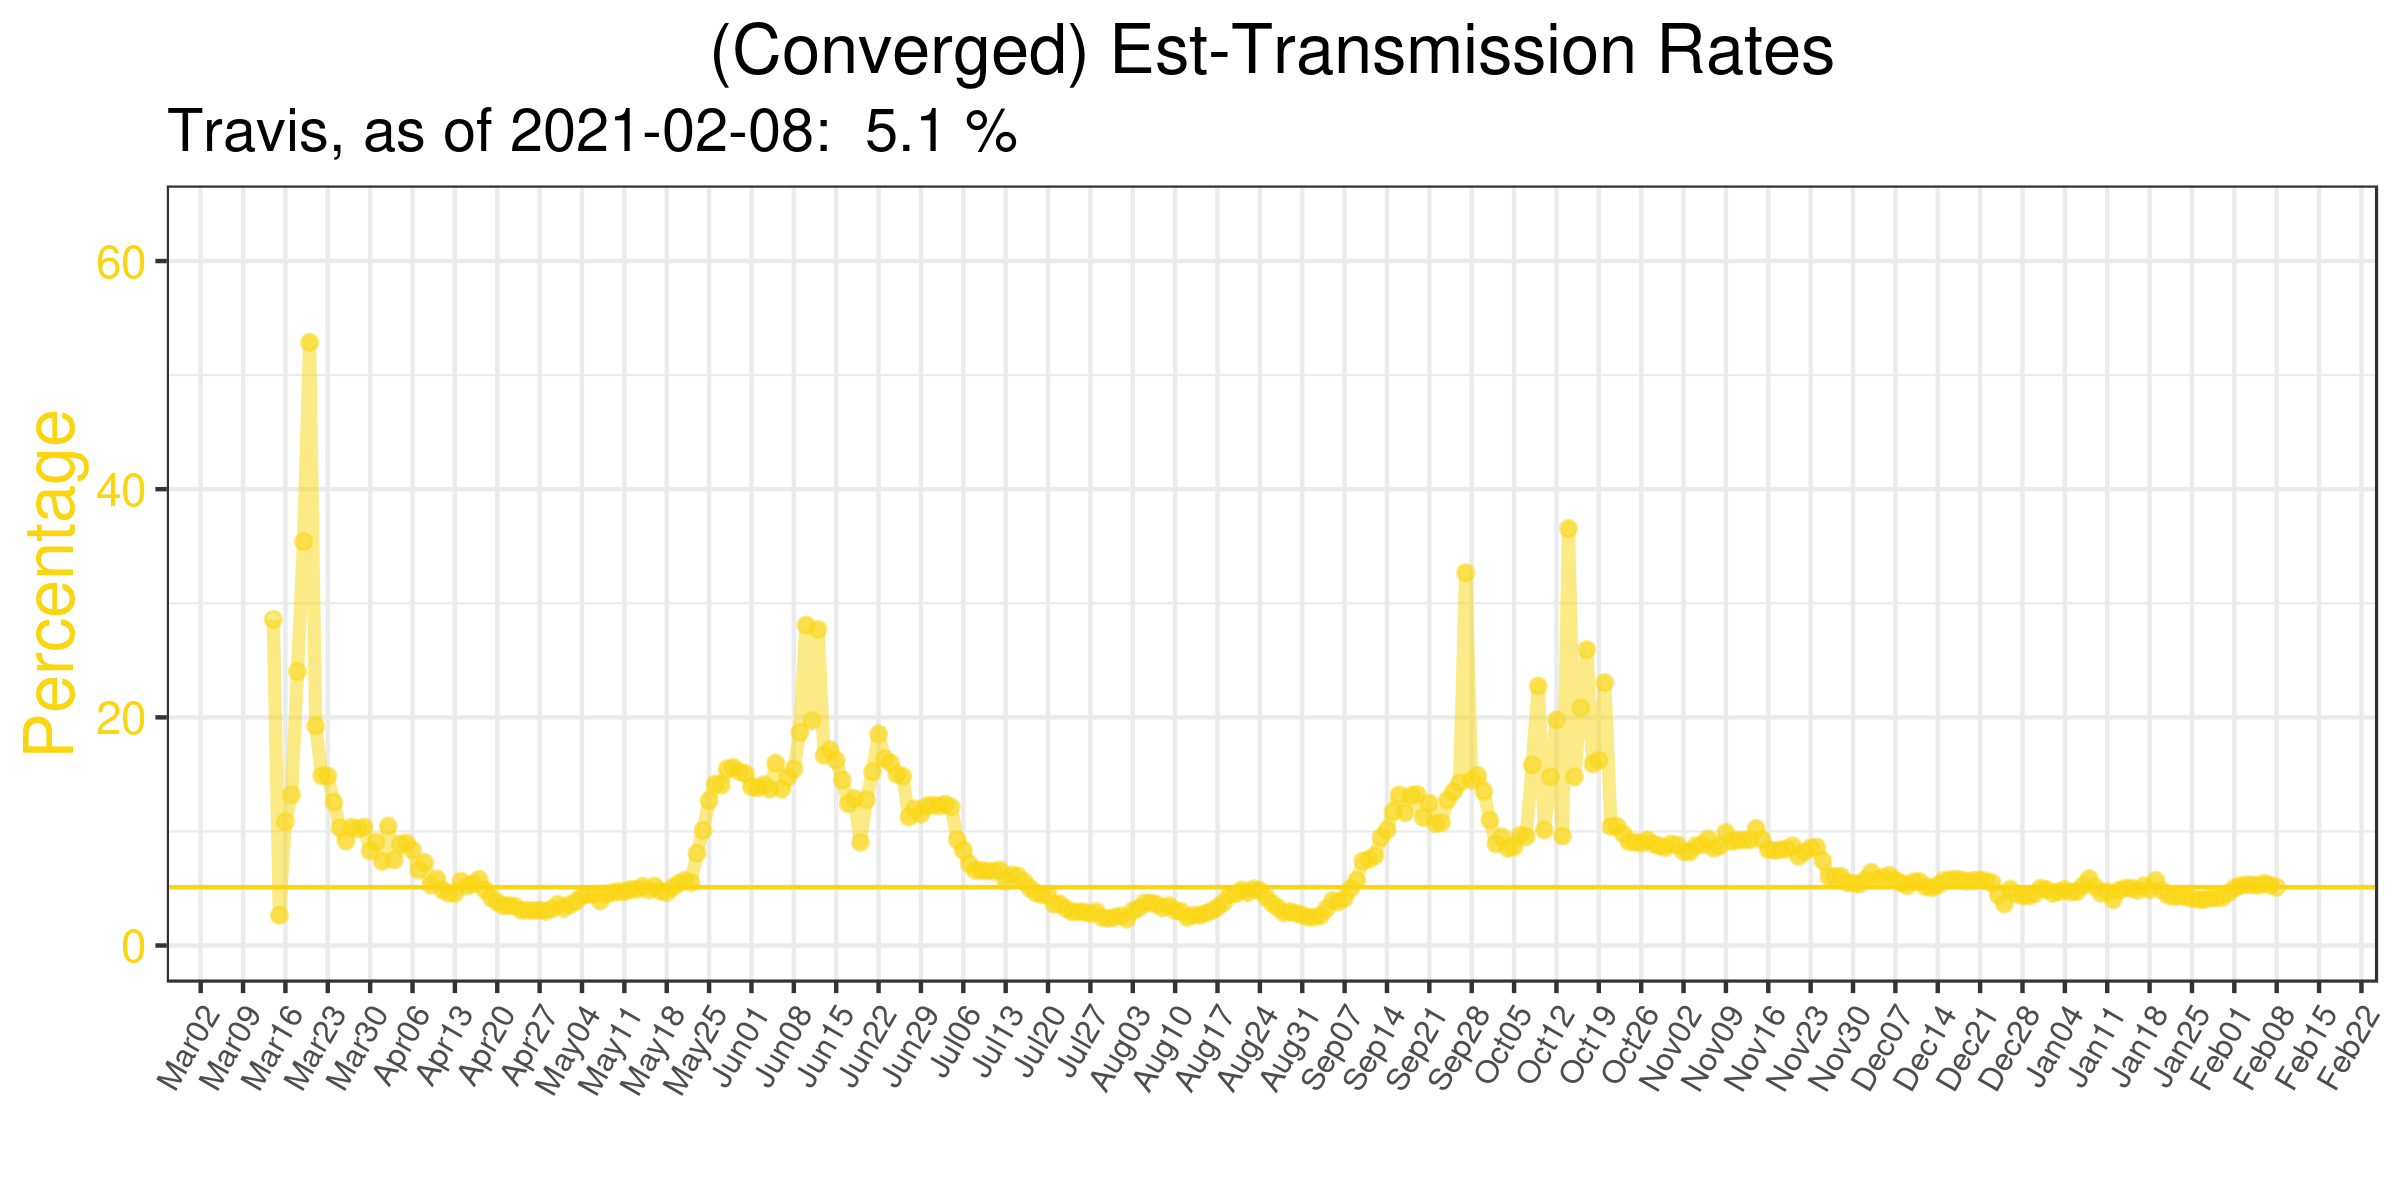 (Converged) Est-Transmission Rates
Travis, as of 2021-02-08:  5.1 %
Percentage
60
40
20
0
Mar02
Mar09
Mar16
Mar23
Mar30
Apr06
Apr13
Apr20
Apr27
May04
May11
May18
May25
Jun01
Jun08
Jun15
Jun22
Jun29
Jul06
Jul13
Jul20
Jul27
Aug03
Aug10
Aug17
Aug24
Aug31
Sep07
Sep14
Sep21
Sep28
Oct05
Oct12
Oct19
Oct26
Nov02
Nov09
Nov16
Nov23
Nov30
Dec07
Dec14
Dec21
Dec28
Jan04
Jan11
Jan18
Jan25
Feb01
Feb08
Feb15
Feb22